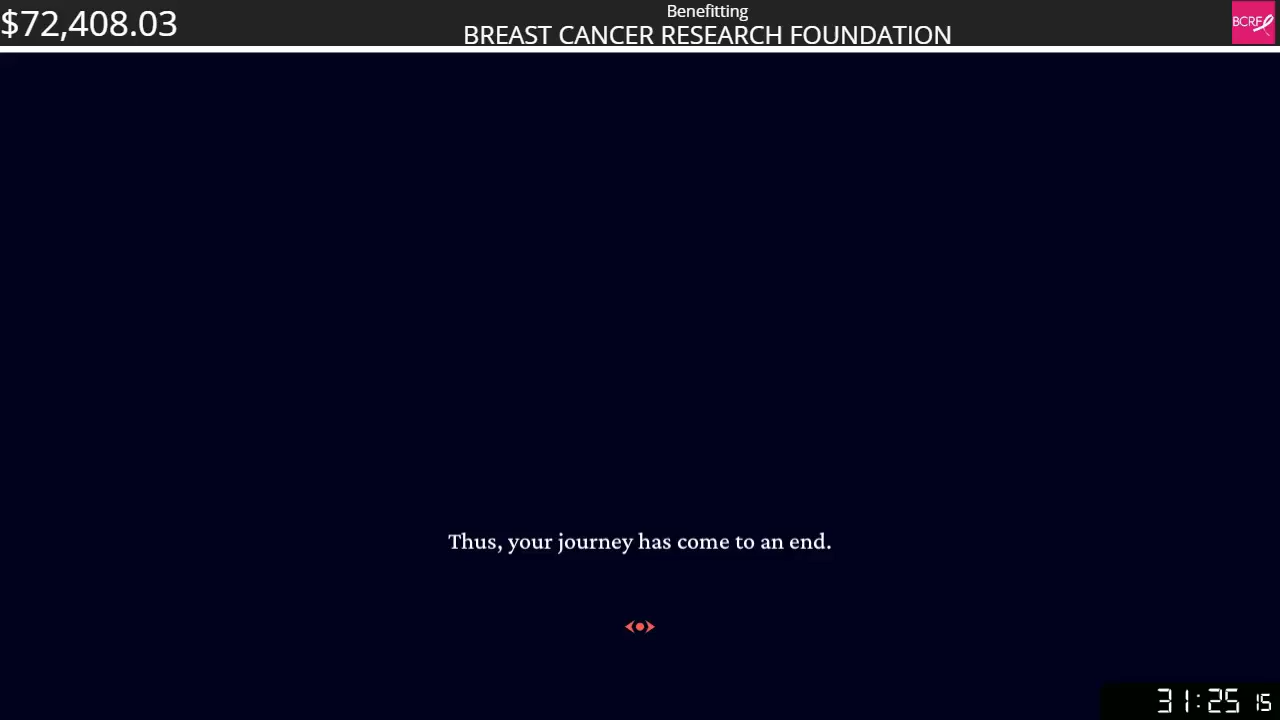 $72,408.03
Benefitting
BREAST CANCER RESEARCH FOUNDATION
BCRF
Thus, your journey has come to an end.
31:25 15